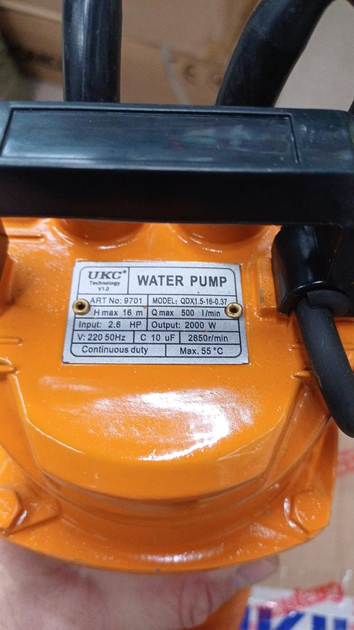 UKC®
Technology
V1.0
WATER PUMP
ART No: 9701 MODEL: QDX1.5-16-0.37
H max 16 m Q max 500 l/min
Input: 2.6 HP Output: 2000 W
V: 220 50Hz C 10 uF 2850r/min
Continuous duty Max. 55°C